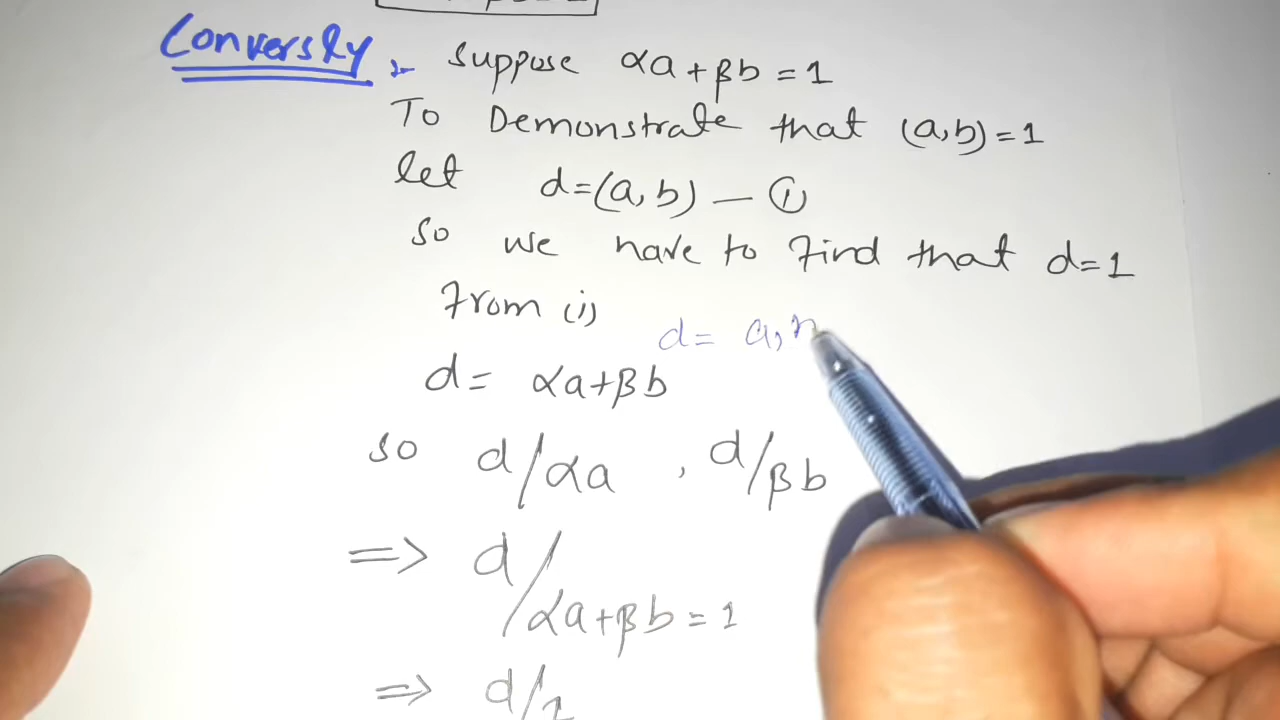 Conversly :- Suppose αa+βb=1
To Demonstrate that (a,b)=1
let d=(a,b) — ①
so we have to find that d=1
From (i)
d= a,
d= αa+βb
so d/αa , d/βb
=> d/αa+βb=1
=> d/1